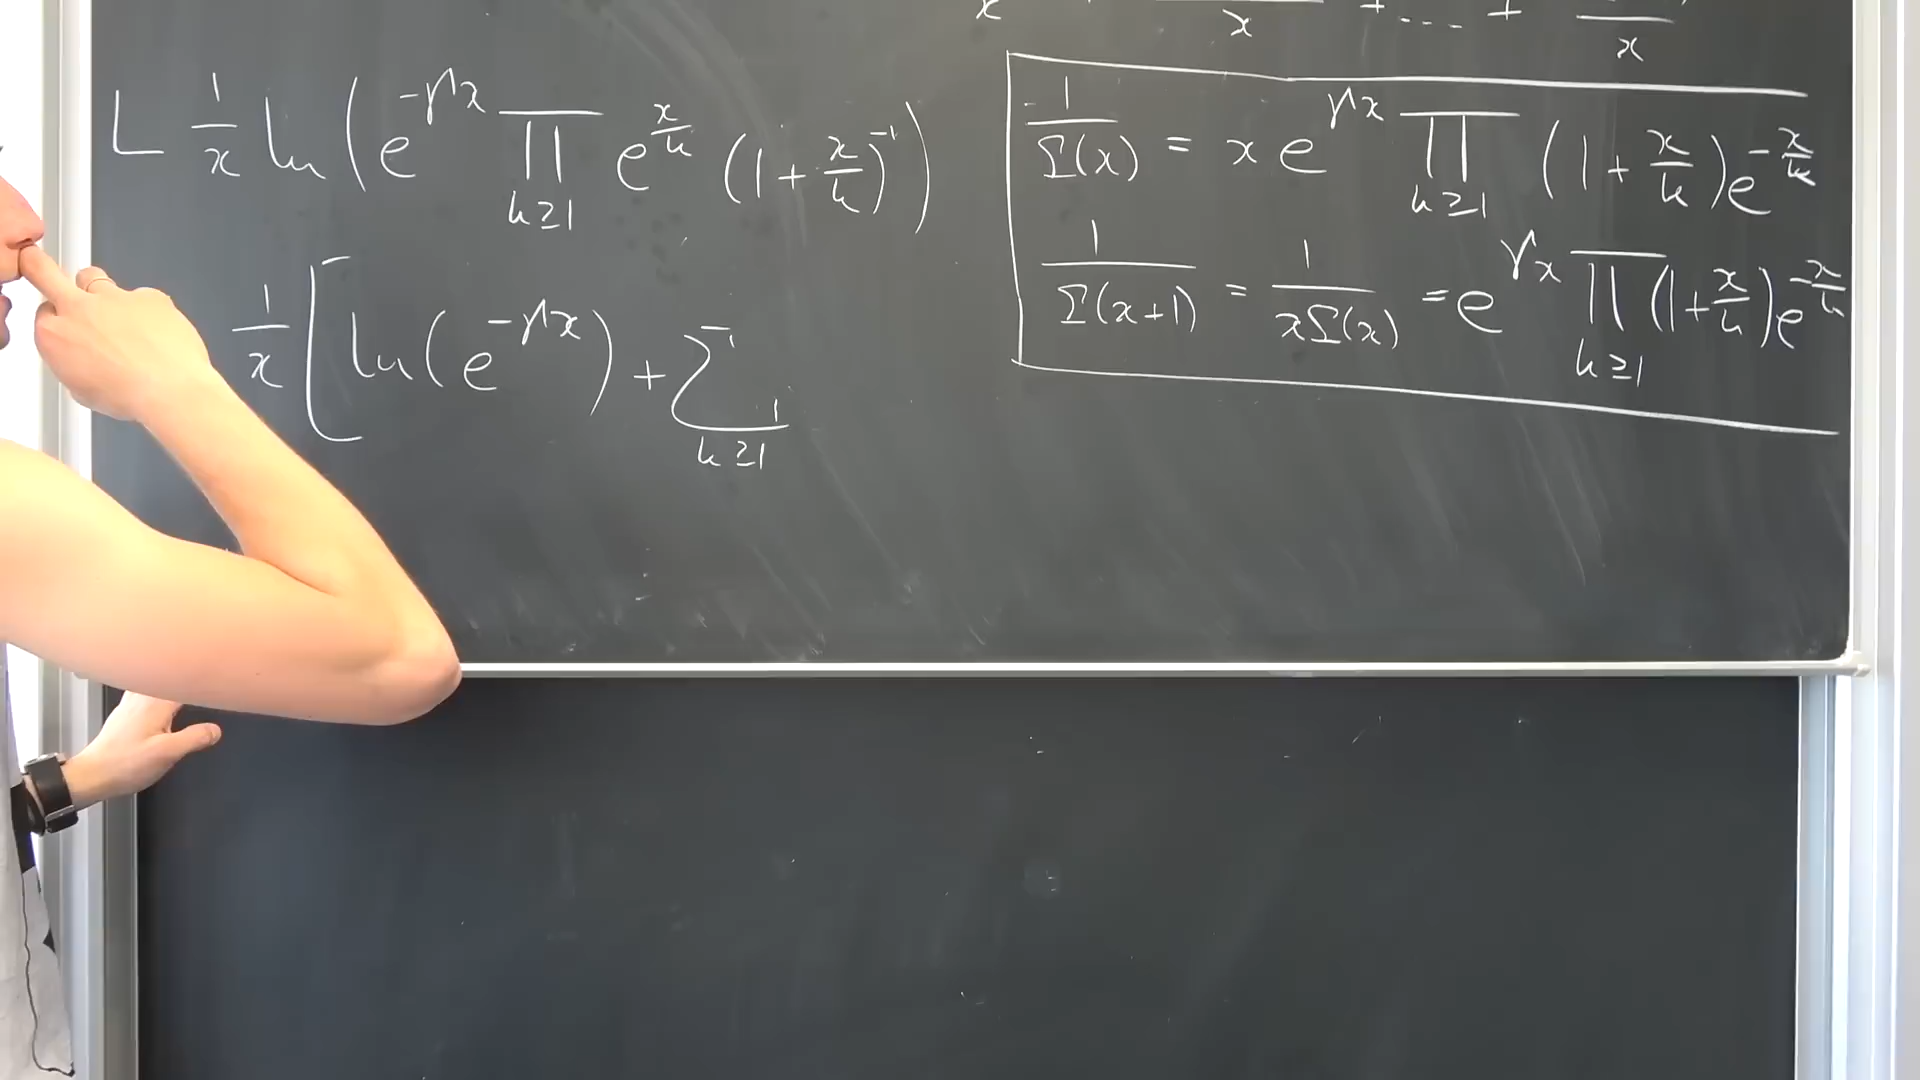 x   x + ... + x
L 1/x ln(e^{-γx} ∏_{k≥1} e^{x/k} (1 + x/k)^{-1})
1/x [ln(e^{-γx}) + ∑_{k≥1}
1/Γ(x) = x e^{γx} ∏_{k≥1} (1 + x/k) e^{-x/k}
1/Γ(x+1) = 1/xΓ(x) = e^{γx} ∏_{k≥1} (1 + x/k) e^{-x/k}